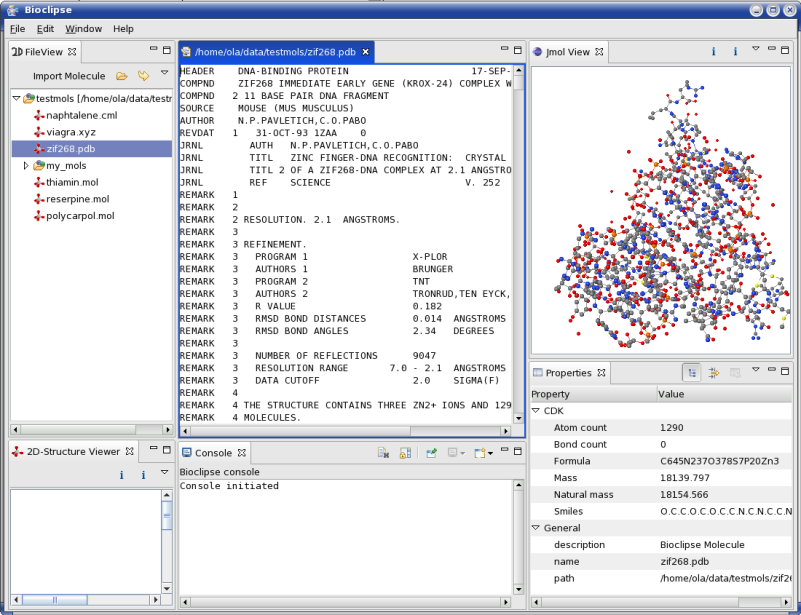 Bioclipse
File Edit Window Help
FileView
Import Molecule
testmols [/home/ola/data/testr
naphtalene.cml
viagra.xyz
zif268.pdb
my_mols
thiamin.mol
reserpine.mol
polycarpol.mol
/home/ola/data/testmols/zif268.pdb
HEADER DNA-BINDING PROTEIN 17-SEP-
COMPND ZIF268 IMMEDIATE EARLY GENE (KROX-24) COMPLEX W
COMPND 2 11 BASE PAIR DNA FRAGMENT
SOURCE MOUSE (MUS MUSCULUS)
AUTHOR N.P.PAVLETICH,C.O.PABO
REVDAT 1 31-OCT-93 1ZAA 0
JRNL AUTH N.P.PAVLETICH,C.O.PABO
JRNL TITL ZINC FINGER-DNA RECOGNITION: CRYSTAL
JRNL TITL 2 OF A ZIF268-DNA COMPLEX AT 2.1 ANGSTRO
JRNL REF SCIENCE V. 252
REMARK 1
REMARK 2
REMARK 2 RESOLUTION. 2.1 ANGSTROMS.
REMARK 3
REMARK 3 REFINEMENT.
REMARK 3 PROGRAM 1 X-PLOR
REMARK 3 AUTHORS 1 BRUNGER
REMARK 3 PROGRAM 2 TNT
REMARK 3 AUTHORS 2 TRONRUD,TEN EYCK,
REMARK 3 R VALUE 0.182
REMARK 3 RMSD BOND DISTANCES 0.014 ANGSTROMS
REMARK 3 RMSD BOND ANGLES 2.34 DEGREES
REMARK 3
REMARK 3 NUMBER OF REFLECTIONS 9047
REMARK 3 RESOLUTION RANGE 7.0 - 2.1 ANGSTROMS
REMARK 3 DATA CUTOFF 2.0 SIGMA(F)
REMARK 4
REMARK 4 THE STRUCTURE CONTAINS THREE ZN2+ IONS AND 129
REMARK 4 MOLECULES.
Jmol View
Properties
Property Value
CDK
Atom count 1290
Bond count 0
Formula C645N237O378S7P20Zn3
Mass 18139.797
Natural mass 18154.566
Smiles O.C.C.O.C.O.C.C.N.C.N.C.C.N
General
description Bioclipse Molecule
name zif268.pdb
path /home/ola/data/testmols/zif26
2D-Structure Viewer
Console
Bioclipse console
Console initiated